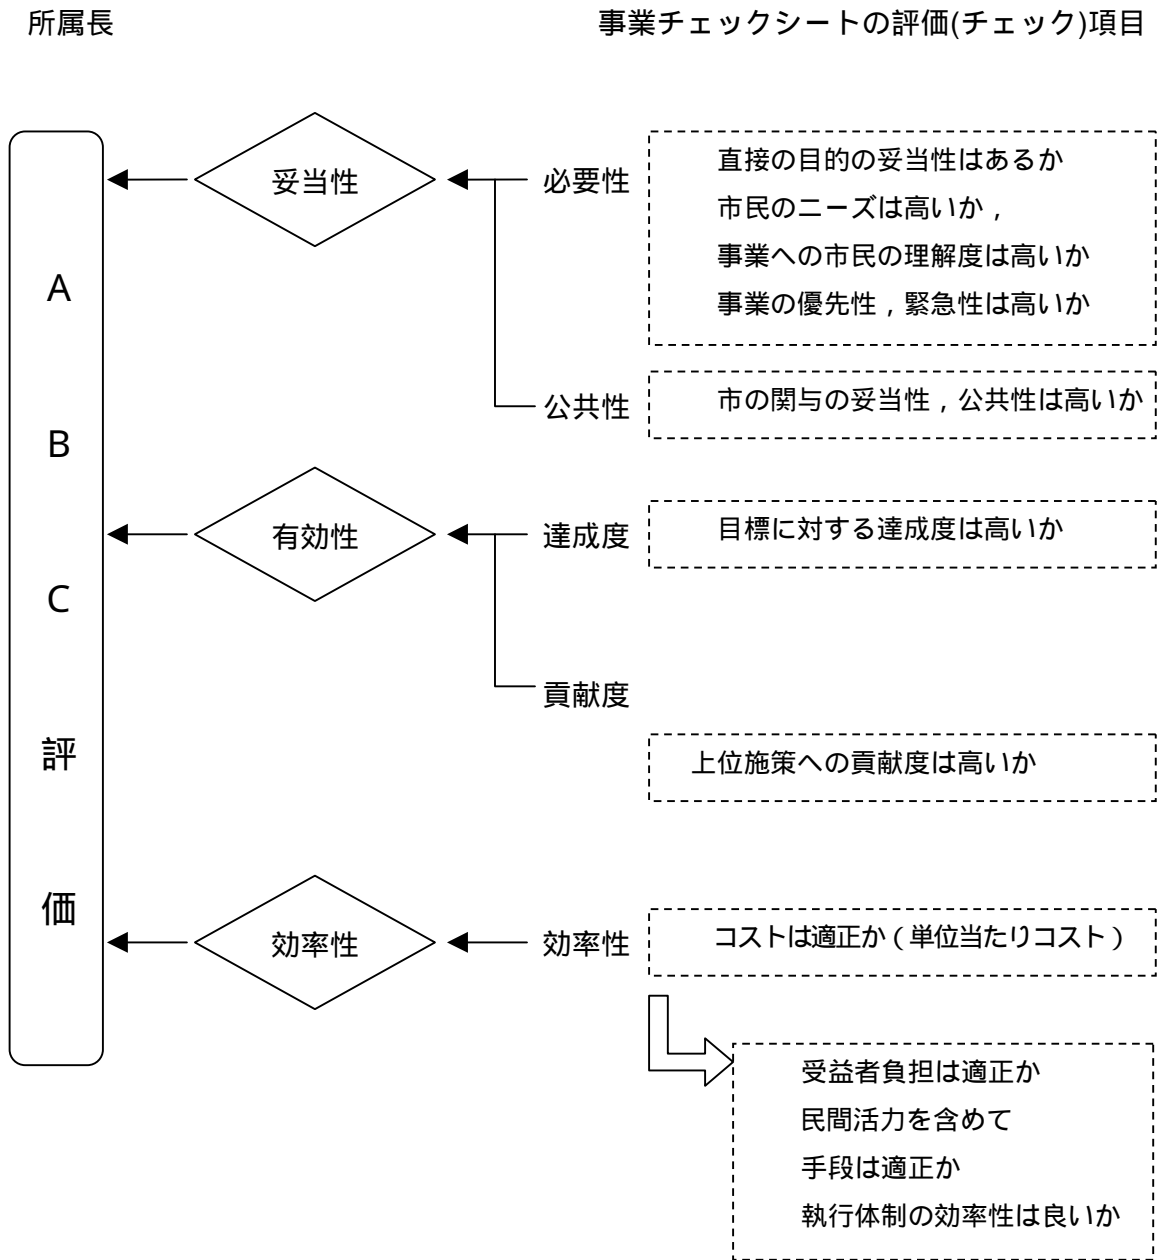 所属長
事業チェックシートの評価(チェック)項目
A
B
C
評
価
妥当性
必要性
直接の目的の妥当性はあるか
市民のニーズは高いか，
事業への市民の理解度は高いか
事業の優先性，緊急性は高いか
公共性
市の関与の妥当性，公共性は高いか
有効性
達成度
目標に対する達成度は高いか
貢献度
上位施策への貢献度は高いか
効率性
効率性
コストは適正か（単位当たりコスト）
受益者負担は適正か
民間活力を含めて
手段は適正か
執行体制の効率性は良いか